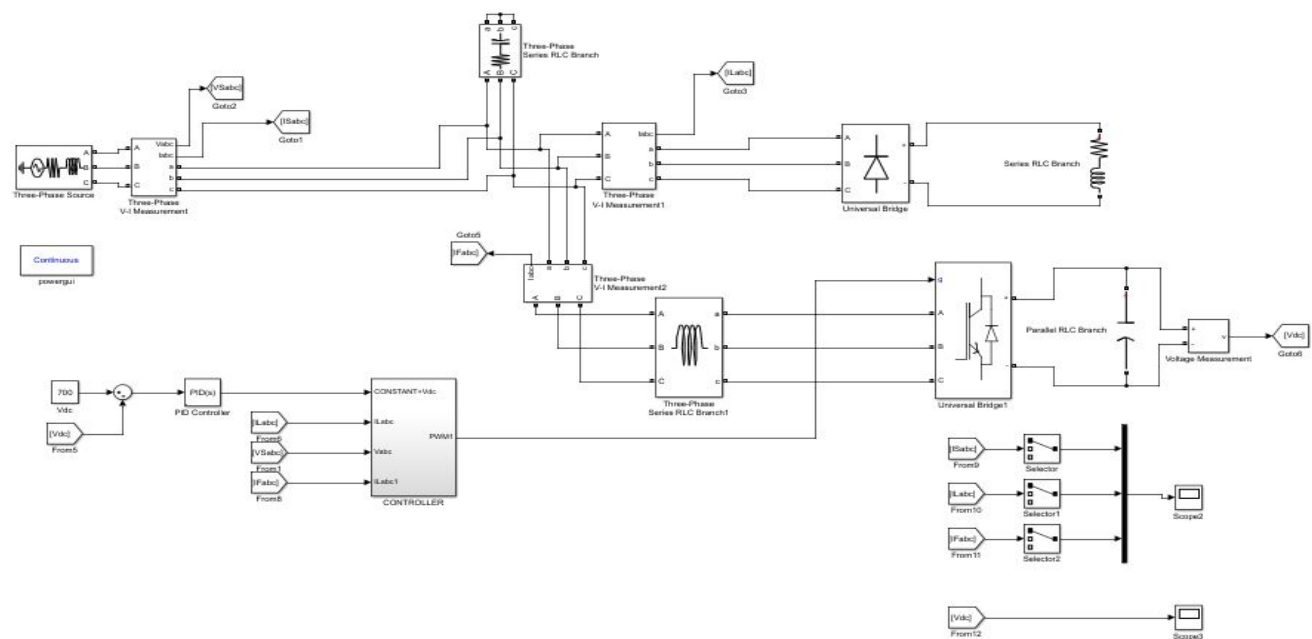 a b c
Three-Phase
Series RLC Branch
A B C
[VSabc]
Goto2
[ISabc]
Goto1
[ILabc]
Goto3
A
B
C
Three-Phase Source
A
B
C
Vabc
Iabc
a
b
c
Three-Phase
V-I Measurement
A
B
C
Iabc
a
b
c
Three-Phase
V-I Measurement1
A
B
C
+
-
Universal Bridge
Series RLC Branch
Continuous
powergui
Goto5
[IFabc]
Iabc a b c
A B C
Three-Phase
V-I Measurement2
A
B
C
a
b
c
Three-Phase
Series RLC Branch1
g
A
B
C
+
-
Universal Bridge1
Parallel RLC Branch
+
-
v
Voltage Measurement
[Vdc]
Goto6
700
Vdc
[Vdc]
From5
PID(s)
PID Controller
[ILabc]
From6
[VSabc]
From1
[IFabc]
From8
CONSTANT+Vdc
ILabc
Vabc
ILabc1
PWM1
CONTROLLER
[ISabc]
From9
Selector
[ILabc]
From10
Selector1
[IFabc]
From11
Selector2
Scope2
[Vdc]
From12
Scope3